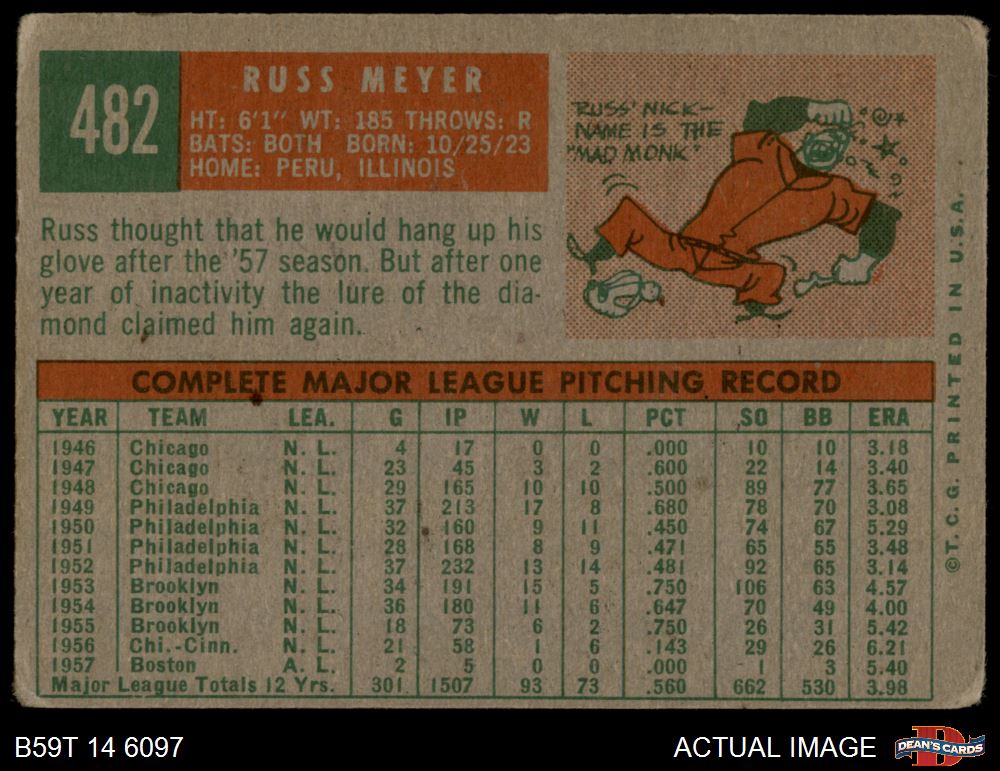 482
RUSS MEYER
HT: 6'1" WT: 185 THROWS: R
BATS: BOTH BORN: 10/25/23
HOME: PERU, ILLINOIS
RUSS' NICK-
NAME IS THE
"MAD MONK"
Russ thought that he would hang up his
glove after the '57 season. But after one
year of inactivity the lure of the dia-
mond claimed him again.
COMPLETE MAJOR LEAGUE PITCHING RECORD
YEAR TEAM LEA. G IP W L PCT SO BB ERA
1946 Chicago N. L. 4 17 0 0 .000 10 10 3.18
1947 Chicago N. L. 23 45 3 2 .600 22 14 3.40
1948 Chicago N. L. 29 165 10 10 .500 89 77 3.65
1949 Philadelphia N. L. 37 213 17 8 .680 78 70 3.08
1950 Philadelphia N. L. 32 160 9 11 .450 74 67 5.29
1951 Philadelphia N. L. 28 168 8 9 .471 65 55 3.48
1952 Philadelphia N. L. 37 232 13 14 .481 92 65 3.14
1953 Brooklyn N. L. 34 191 15 5 .750 106 63 4.57
1954 Brooklyn N. L. 36 180 11 6 .647 70 49 4.00
1955 Brooklyn N. L. 18 73 6 2 .750 26 31 5.42
1956 Chi.-Cinn. N. L. 21 58 1 6 .143 29 26 6.21
1957 Boston A. L. 2 5 0 0 .000 1 3 5.40
Major League Totals 12 Yrs. 301 1507 93 73 .560 662 530 3.98
©T.C.G. PRINTED IN U.S.A.
B59T 14 6097
ACTUAL IMAGE
DEAN'S CARDS